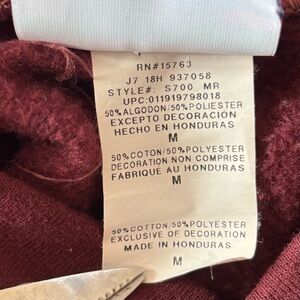 RN#15763
J7 18H 937058
STYLE#: S700 MR
UPC:011919798018
50%ALGODON/50%POLIESTER
EXCEPTO DECORACION
HECHO EN HONDURAS
M
50%COTON/50%POLYESTER
DECORATION NON COMPRISE
FABRIQUE AU HONDURAS
M
50%COTTON/50%POLYESTER
EXCLUSIVE OF DECORATION
MADE IN HONDURAS
M